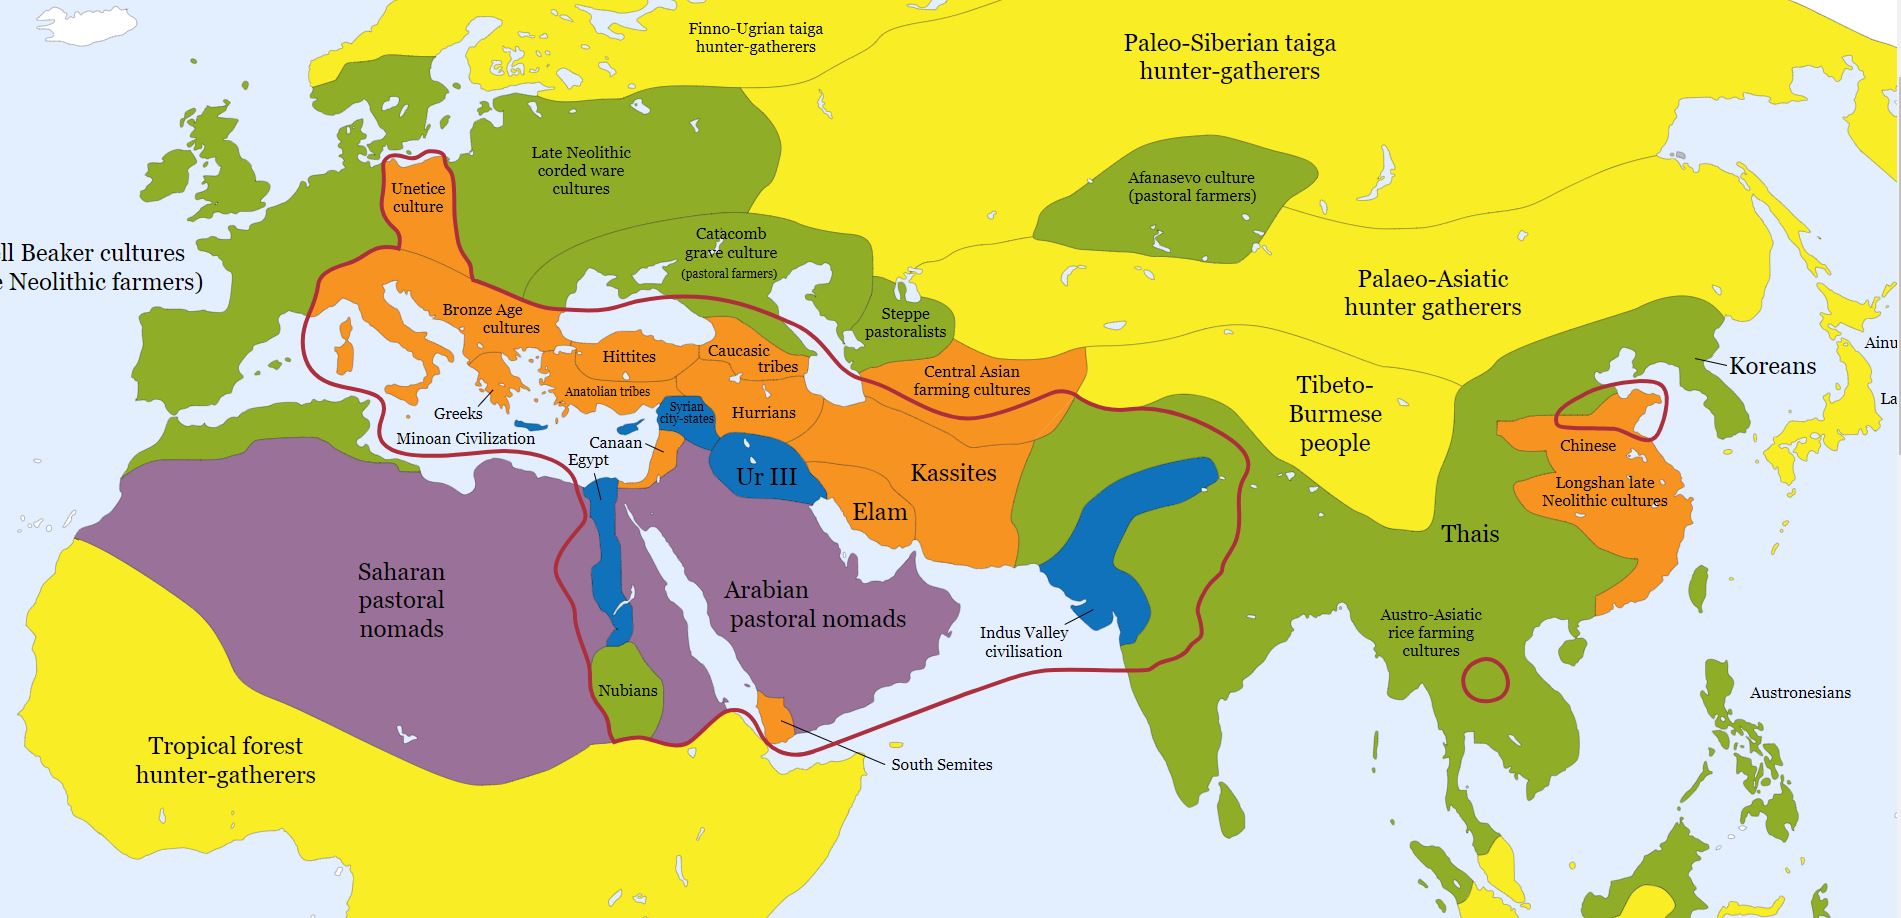 Finno-Ugrian taiga
hunter-gatherers
Paleo-Siberian taiga
hunter-gatherers
Late Neolithic
corded ware
cultures
Unetice
culture
Afanasevo culture
(pastoral farmers)
ll Beaker cultures
e Neolithic farmers)
Catacomb
grave culture
(pastoral farmers)
Palaeo-Asiatic
hunter gatherers
Bronze Age
cultures
Steppe
pastoralists
Ainu
Hittites
Caucasic
tribes
Koreans
Central Asian
farming cultures
Anatolian tribes
Tibeto-
Burmese
people
La
Greeks
Syrian
city-states
Hurrians
Minoan Civilization
Canaan
Egypt
Chinese
Ur III
Kassites
Longshan late
Neolithic cultures
Elam
Thais
Saharan
pastoral
nomads
Arabian
pastoral nomads
Indus Valley
civilisation
Austro-Asiatic
rice farming
cultures
Nubians
Austronesians
Tropical forest
hunter-gatherers
South Semites